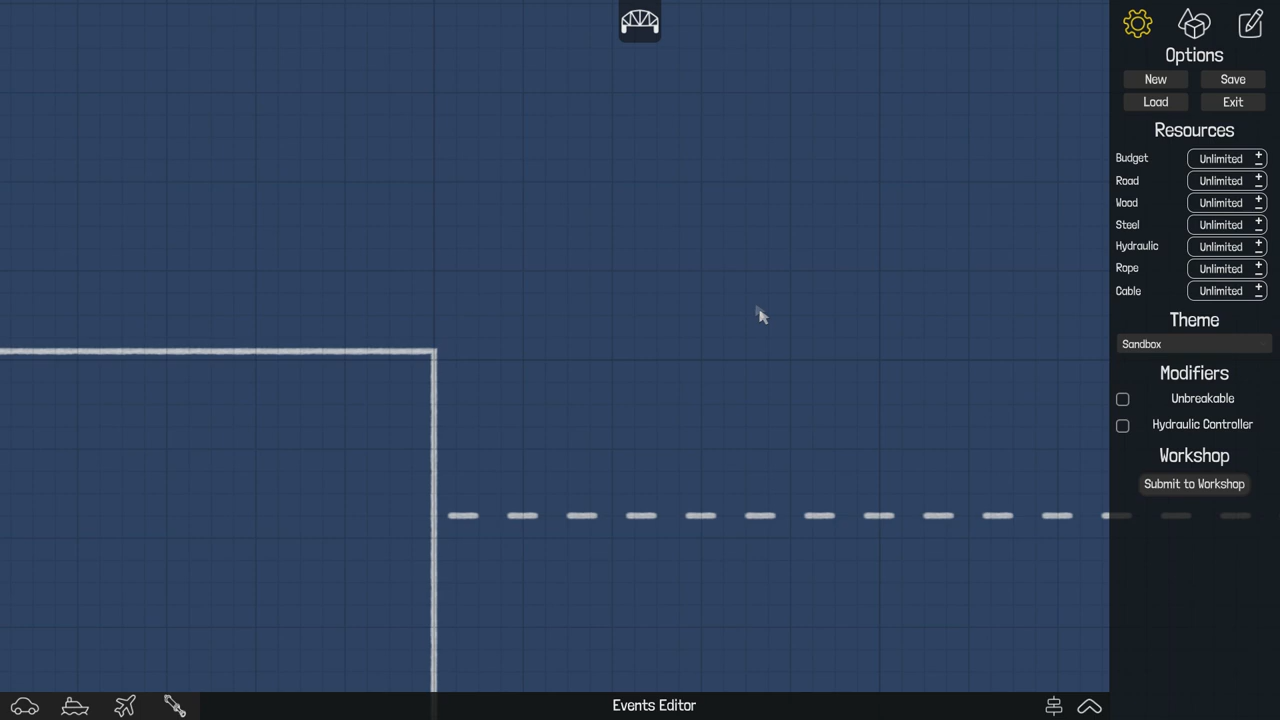 Options
New Save
Load Exit
Resources
Budget Unlimited + -
Road Unlimited + -
Wood Unlimited + -
Steel Unlimited + -
Hydraulic Unlimited + -
Rope Unlimited + -
Cable Unlimited + -
Theme
Sandbox
Modifiers
Unbreakable
Hydraulic Controller
Workshop
Submit to Workshop
Events Editor